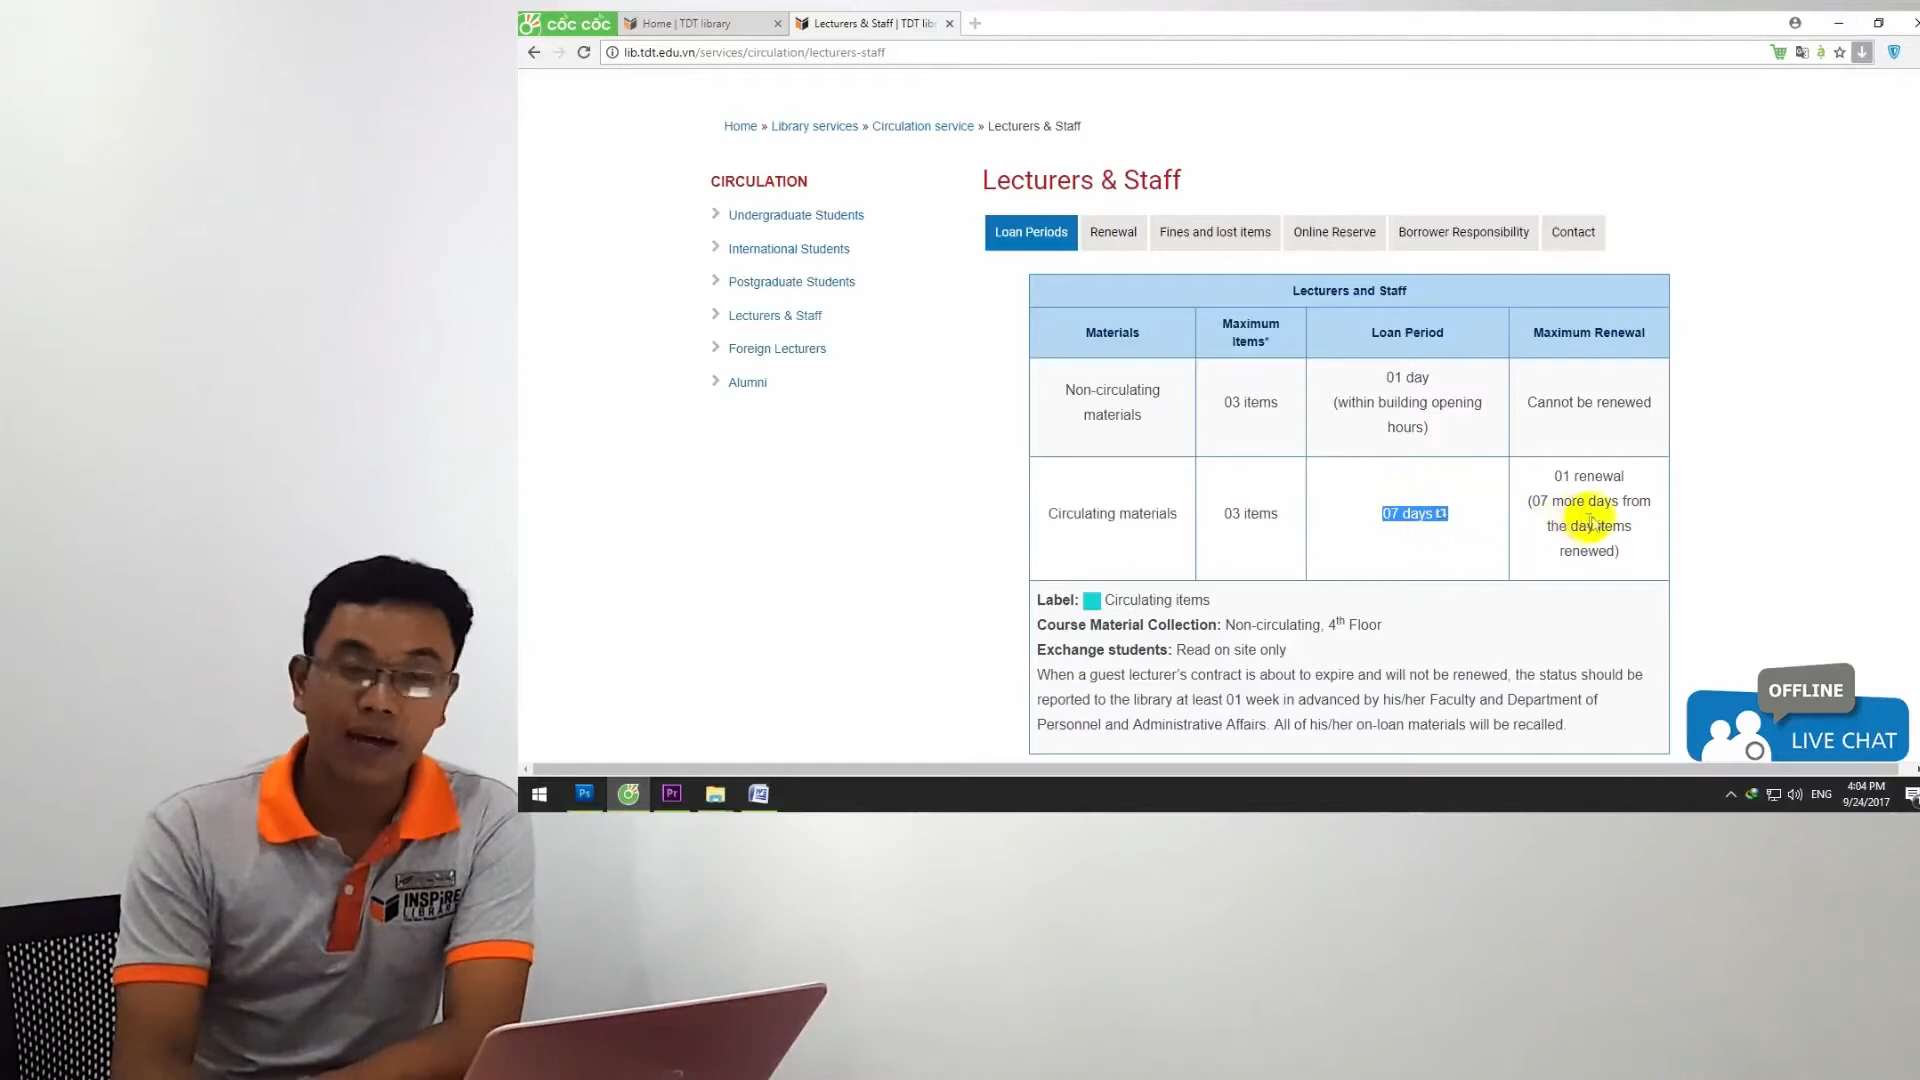 cốc cốc
Home | TDT library
Lecturers & Staff | TDT libr
lib.tdt.edu.vn/services/circulation/lecturers-staff
Home » Library services » Circulation service » Lecturers & Staff
CIRCULATION
Undergraduate Students
International Students
Postgraduate Students
Lecturers & Staff
Foreign Lecturers
Alumni
Lecturers & Staff
Loan Periods Renewal Fines and lost items Online Reserve Borrower Responsibility Contact
Lecturers and Staff
Materials
Maximum
Items*
Loan Period
Maximum Renewal
Non-circulating
materials
03 items
01 day
(within building opening
hours)
Cannot be renewed
Circulating materials
03 items
07 days
01 renewal
(07 more days from
the day items
renewed)
Label: Circulating items
Course Material Collection: Non-circulating, 4th Floor
Exchange students: Read on site only
When a guest lecturer's contract is about to expire and will not be renewed, the status should be
reported to the library at least 01 week in advanced by his/her Faculty and Department of
Personnel and Administrative Affairs. All of his/her on-loan materials will be recalled.
OFFLINE
LIVE CHAT
Ps
Pr
ENG
4:04 PM
9/24/2017
INSPiRE
LIBRARY